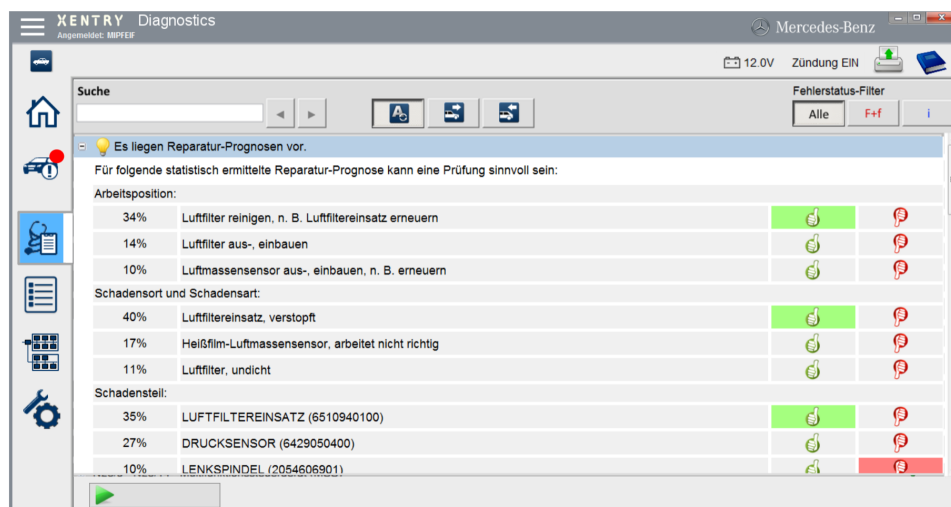 XENTRY Diagnostics
Angemeldet: MIPFEIF
Mercedes-Benz
12.0V Zündung EIN
Suche
Fehlerstatus-Filter
Alle F+f i
Es liegen Reparatur-Prognosen vor.
Für folgende statistisch ermittelte Reparatur-Prognose kann eine Prüfung sinnvoll sein:
Arbeitsposition:
34% Luftfilter reinigen, n. B. Luftfiltereinsatz erneuern
14% Luftfilter aus-, einbauen
10% Luftmassensensor aus-, einbauen, n. B. erneuern
Schadensort und Schadensart:
40% Luftfiltereinsatz, verstopft
17% Heißfilm-Luftmassensensor, arbeitet nicht richtig
11% Luftfilter, undicht
Schadensteil:
35% LUFTFILTEREINSATZ (6510940100)
27% DRUCKSENSOR (6429050400)
10% LENKSPINDEL (2054606901)